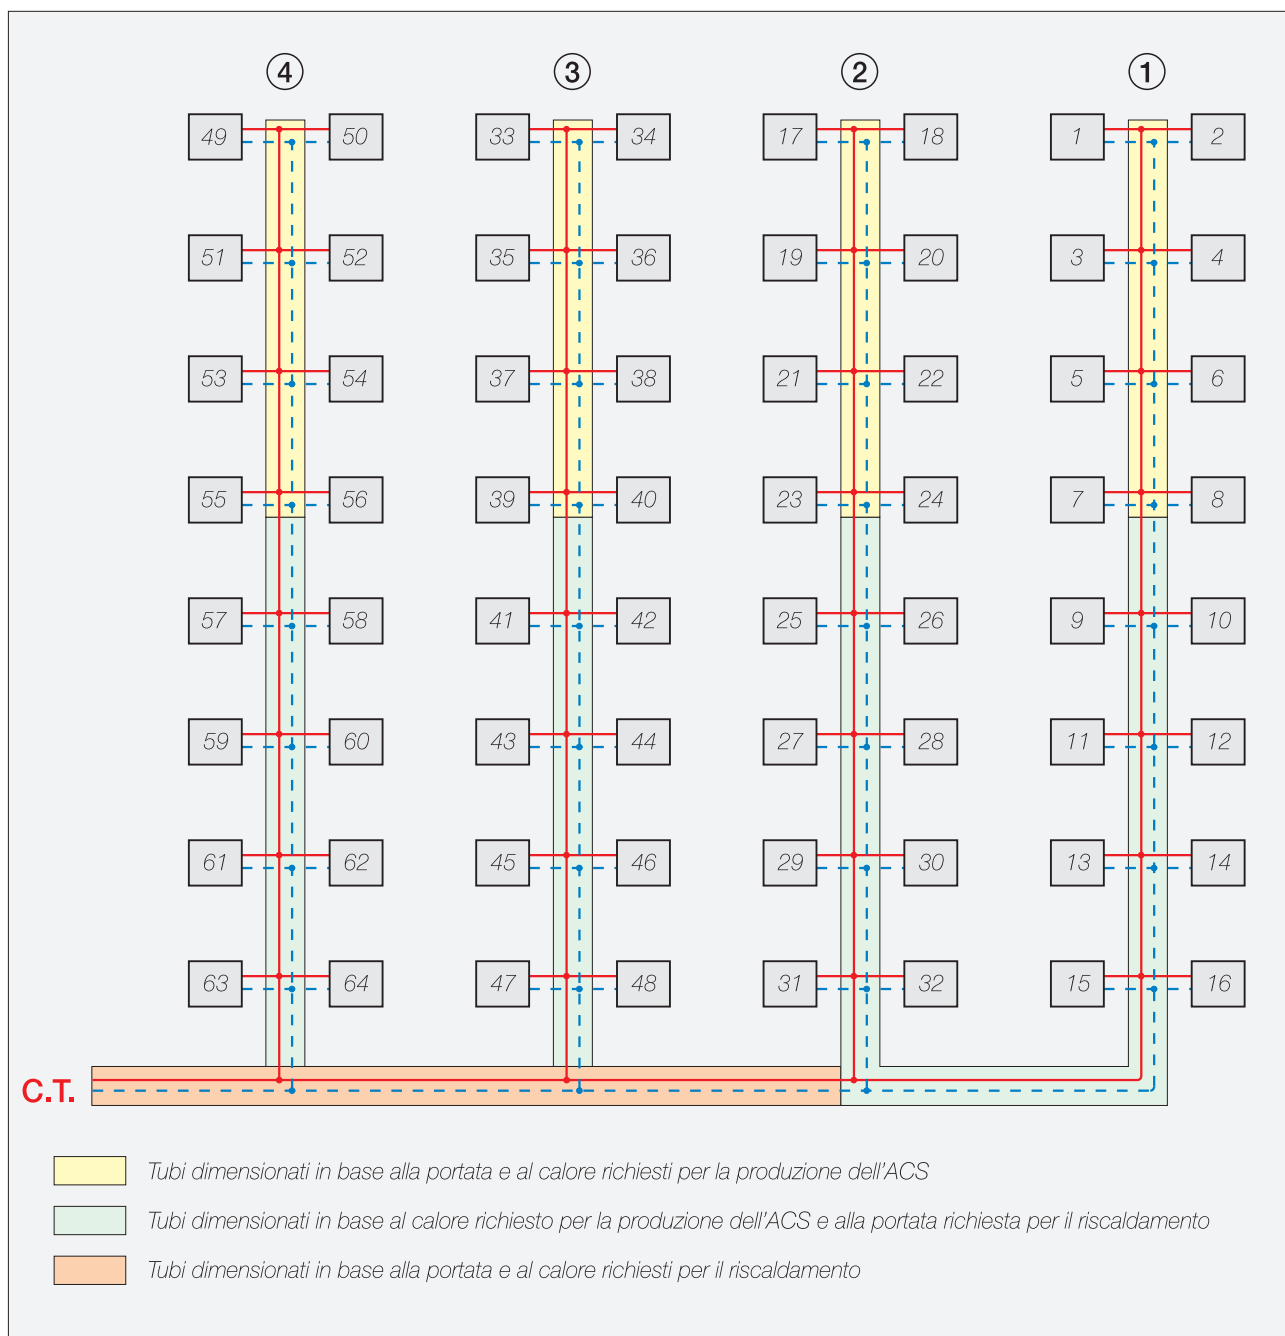 4 3 2 1
49 50 33 34 17 18 1 2
51 52 35 36 19 20 3 4
53 54 37 38 21 22 5 6
55 56 39 40 23 24 7 8
57 58 41 42 25 26 9 10
59 60 43 44 27 28 11 12
61 62 45 46 29 30 13 14
63 64 47 48 31 32 15 16
C.T.
Tubi dimensionati in base alla portata e al calore richiesti per la produzione dell'ACS
Tubi dimensionati in base al calore richiesto per la produzione dell'ACS e alla portata richiesta per il riscaldamento
Tubi dimensionati in base alla portata e al calore richiesti per il riscaldamento